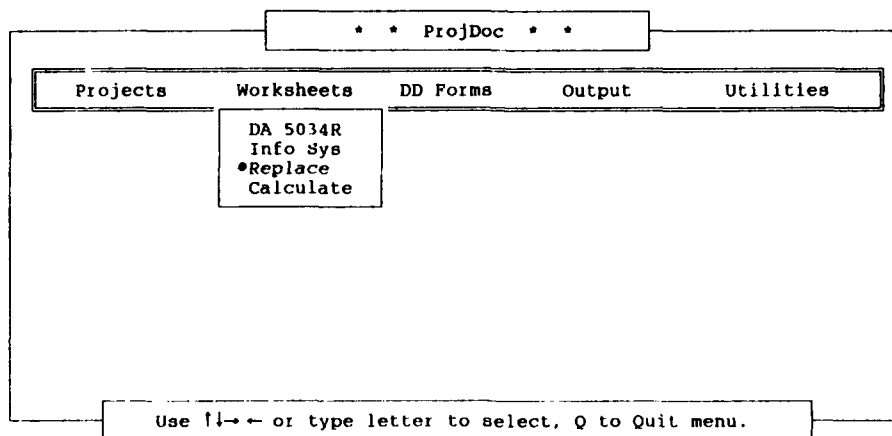 * * ProjDoc * *
Projects Worksheets DD Forms Output Utilities
DA 5034R
Info Sys
•Replace
Calculate
Use ↑↓→ ← or type letter to select, Q to Quit menu.